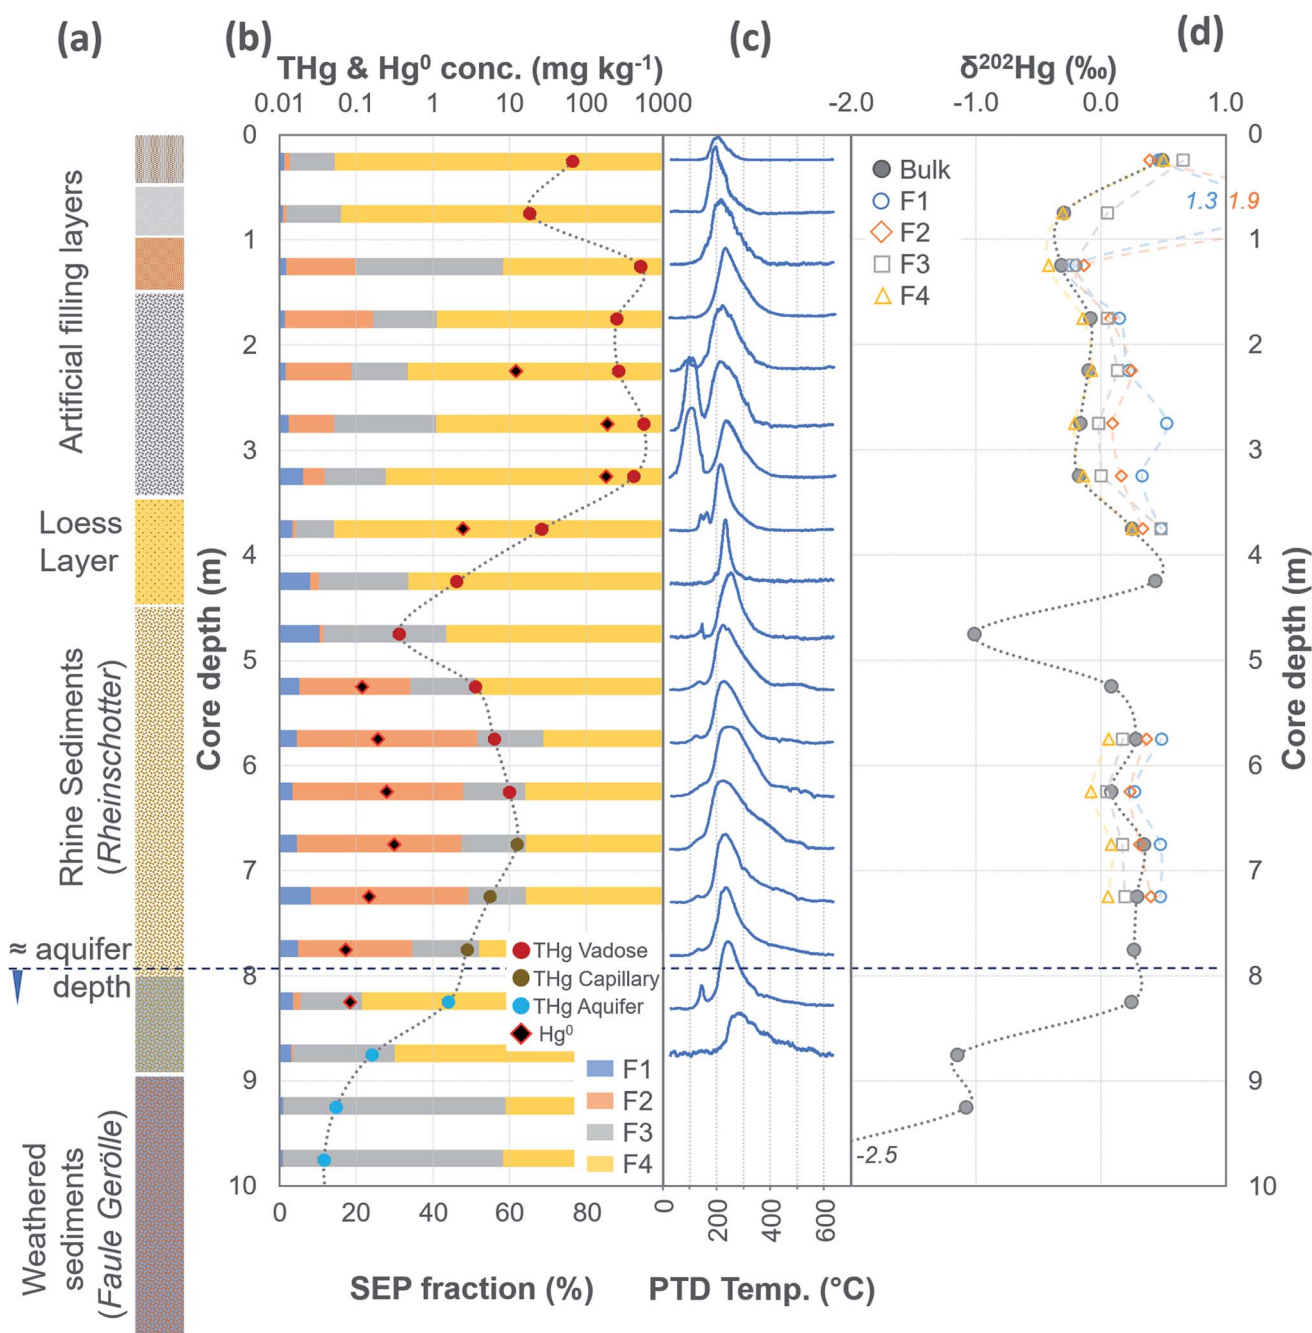 (a)
(b)
(c)
(d)
THg & Hg⁰ conc. (mg kg⁻¹)
δ²⁰²Hg (‰)
0.01 0.1 1 10 100 1000
-2.0 -1.0 0.0 1.0
Artificial filling layers
Loess
Layer
Rhine Sediments
(Rheinschotter)
≈ aquifer
depth
Weathered
sediments
(Faule Gerölle)
Core depth (m)
0
1
2
3
4
5
6
7
8
9
10
THg Vadose
THg Capillary
THg Aquifer
Hg⁰
F1
F2
F3
F4
0 20 40 60 80
SEP fraction (%)
0 200 400 600
PTD Temp. (°C)
Bulk
F1
F2
F3
F4
1.3 1.9
-2.5
0
1
2
3
4
5
6
7
8
9
10
Core depth (m)